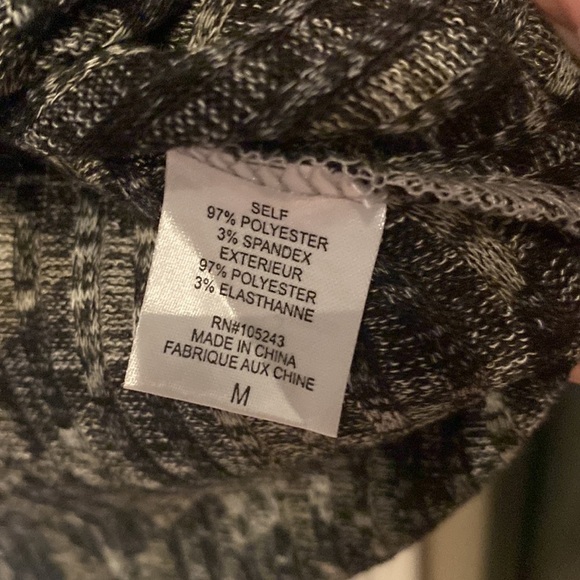 SELF
97% POLYESTER
3% SPANDEX
EXTERIEUR
97% POLYESTER
3% ELASTHANNE
RN#105243
MADE IN CHINA
FABRIQUE AUX CHINE
M